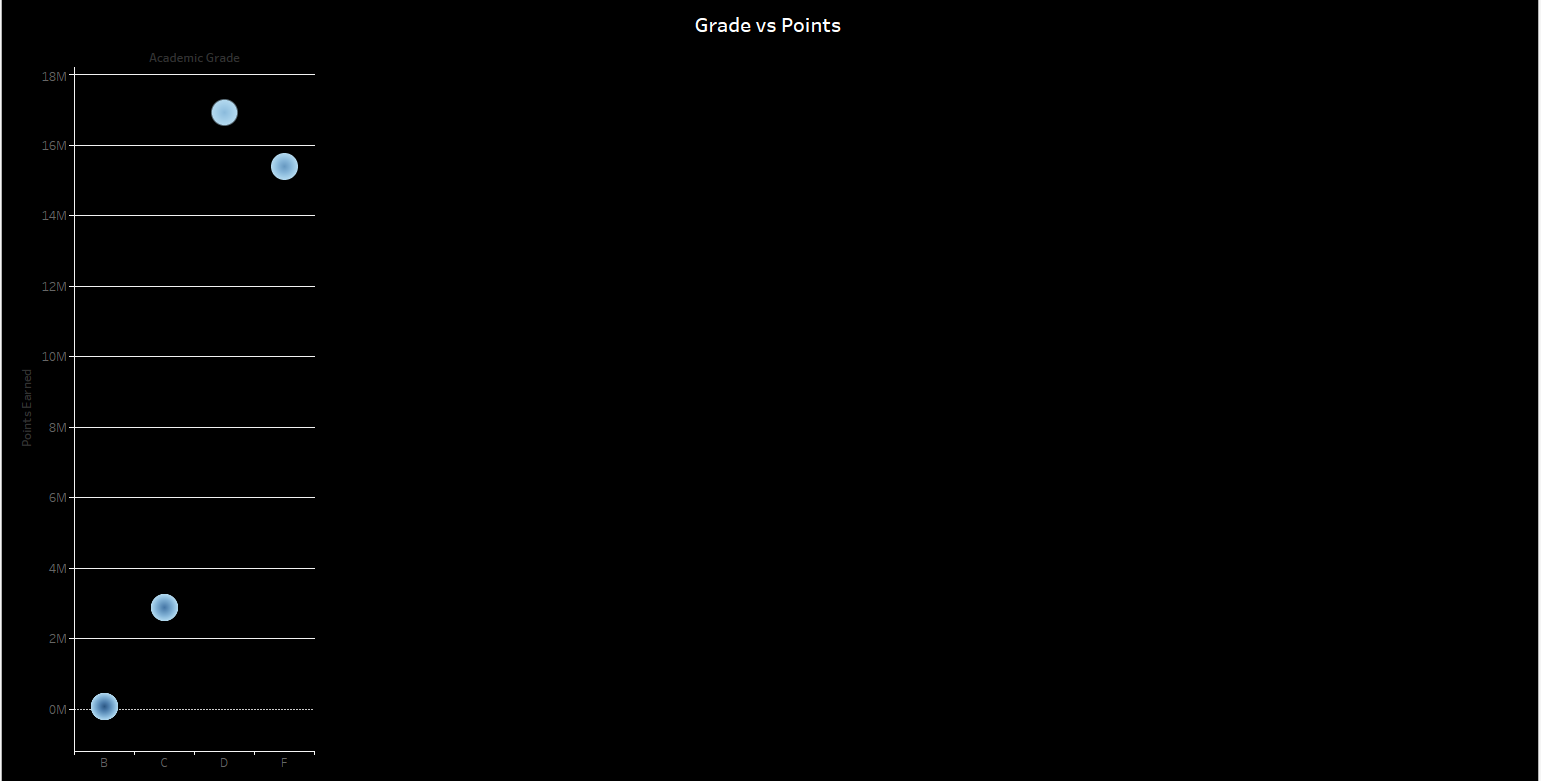 Grade vs Points
Academic Grade
18M
16M
14M
12M
10M
8M
6M
4M
2M
0M
Points Earned
B C D F